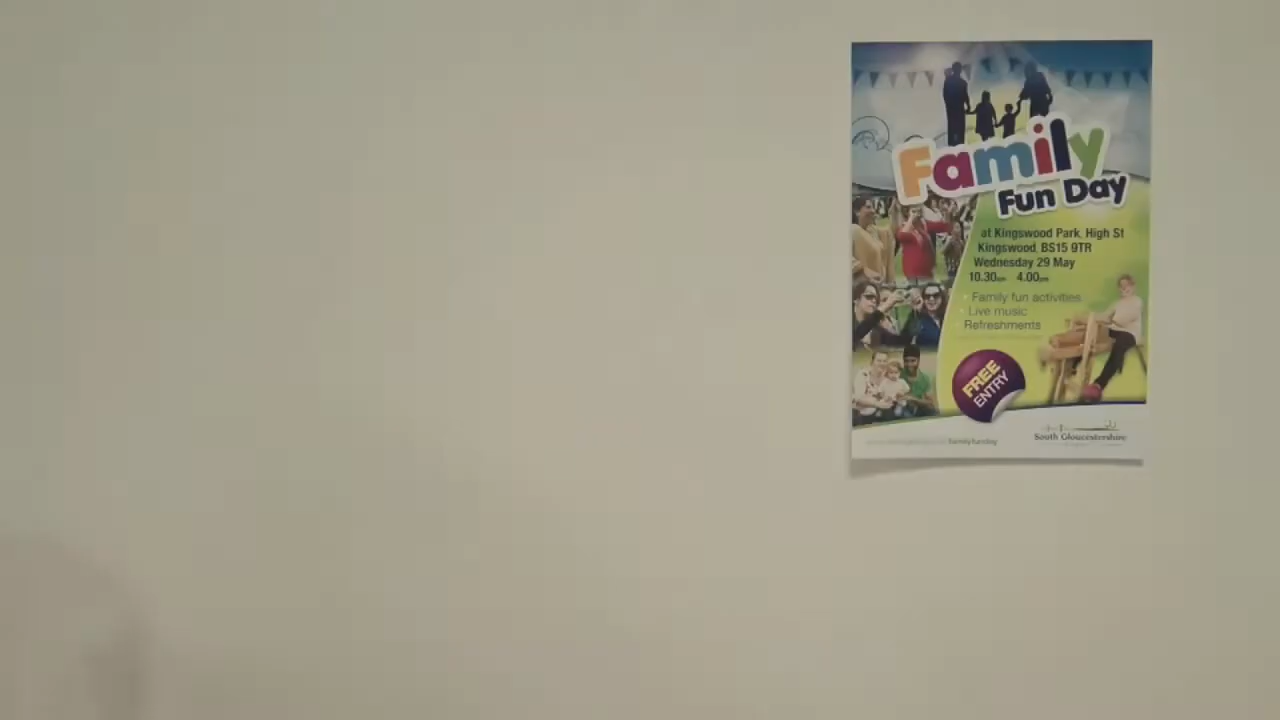 Family
Fun Day
at Kingswood Park, High St
Kingswood, BS15 9TR
Wednesday 29 May
10.30am 4.00pm
• Family fun activities
• Live music
• Refreshments
FREE
ENTRY
familyfunday
South Gloucestershire